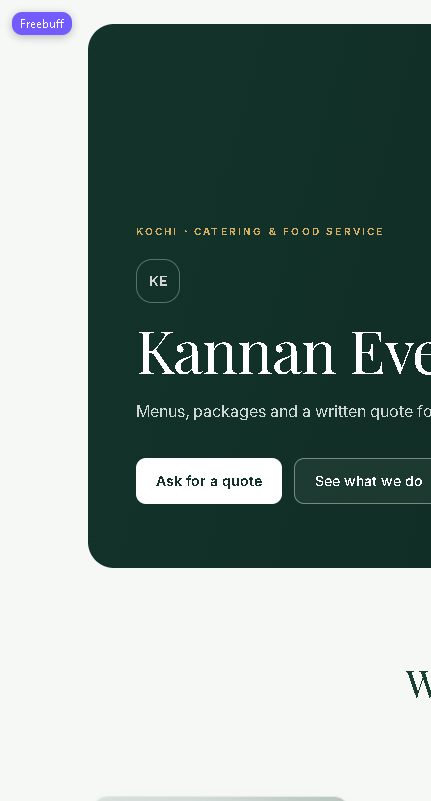 Freebuff
KOCHI · CATERING & FOOD SERVICE
KE
Kannan Eve
Menus, packages and a written quote fo
Ask for a quote
See what we do
W